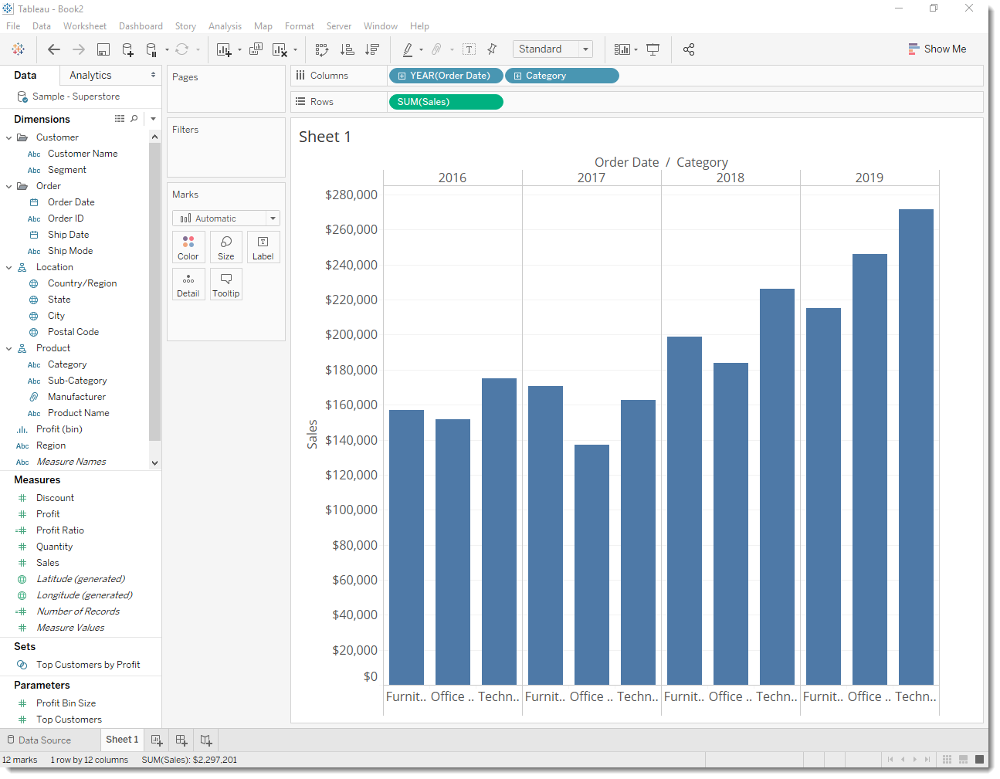 Tableau - Book2
File Data Worksheet Dashboard Story Analysis Map Format Server Window Help
Standard
Show Me
Data Analytics
Sample - Superstore
Dimensions
Customer
Abc Customer Name
Abc Segment
Order
Order Date
Abc Order ID
Ship Date
Abc Ship Mode
Location
Country/Region
State
City
Postal Code
Product
Abc Category
Abc Sub-Category
Manufacturer
Abc Product Name
Profit (bin)
Abc Region
Abc Measure Names
Measures
# Discount
# Profit
=# Profit Ratio
# Quantity
# Sales
Latitude (generated)
Longitude (generated)
=# Number of Records
# Measure Values
Sets
Top Customers by Profit
Parameters
# Profit Bin Size
# Top Customers
Pages
Filters
Marks
Automatic
Color Size T Label
Detail Tooltip
Columns YEAR(Order Date) Category
Rows SUM(Sales)
Sheet 1
Order Date / Category
2016 2017 2018 2019
$280,000
$260,000
$240,000
$220,000
$200,000
$180,000
$160,000
$140,000
$120,000
$100,000
$80,000
$60,000
$40,000
$20,000
$0
Sales
Furnit.. Office .. Techn.. Furnit.. Office .. Techn.. Furnit.. Office .. Techn.. Furnit.. Office .. Techn..
Data Source Sheet 1
12 marks 1 row by 12 columns SUM(Sales): $2,297,201